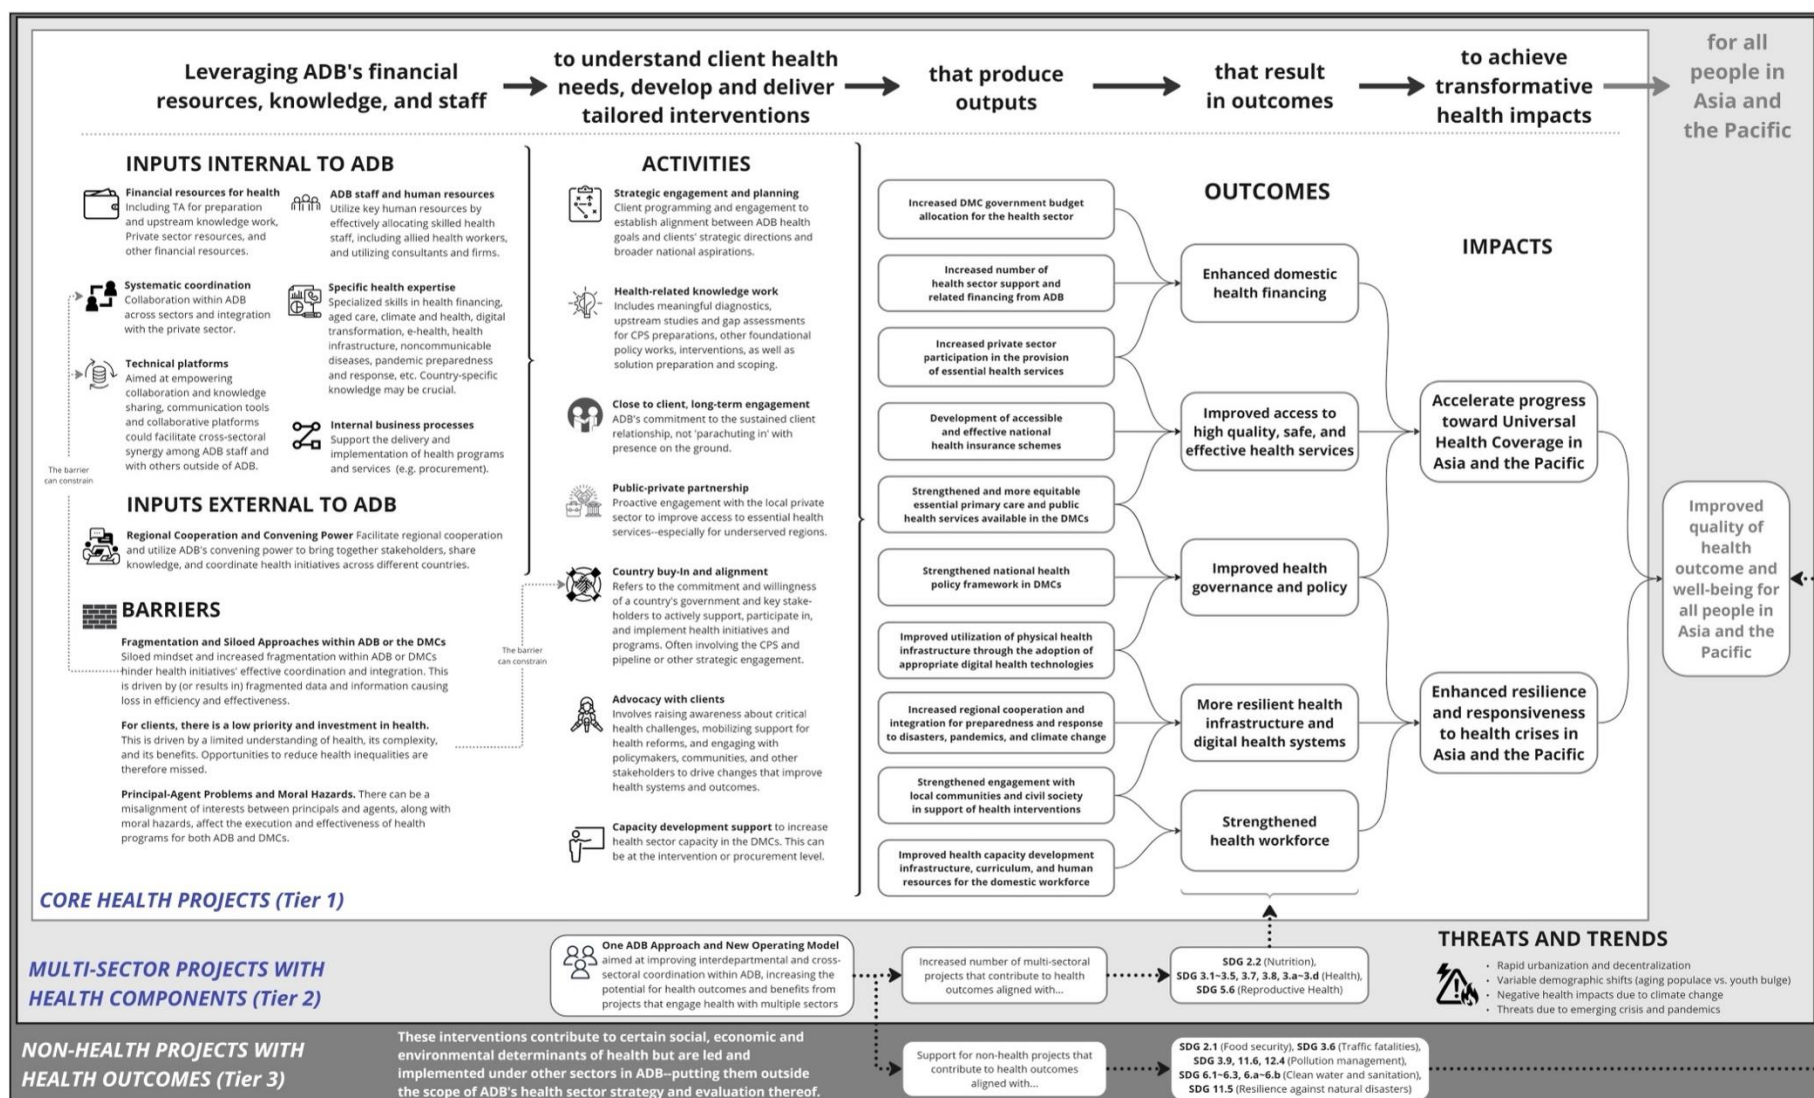 Leveraging ADB's financial
resources, knowledge, and staff
to understand client health
needs, develop and deliver
tailored interventions
that produce
outputs
that result
in outcomes
to achieve
transformative
health impacts
for all
people in
Asia and
the Pacific
INPUTS INTERNAL TO ADB
Financial resources for health
Including TA for preparation
and upstream knowledge work,
Private sector resources, and
other financial resources.
ADB staff and human resources
Utilize key human resources by
effectively allocating skilled health
staff, including allied health workers,
and utilizing consultants and firms.
Systematic coordination
Collaboration within ADB
across sectors and integration
with the private sector.
Specific health expertise
Specialized skills in health financing,
aged care, climate and health, digital
transformation, e-health, health
infrastructure, noncommunicable
diseases, pandemic preparedness
and response, etc. Country-specific
knowledge may be crucial.
Technical platforms
Aimed at empowering
collaboration and knowledge
sharing, communication tools
and collaborative platforms
could facilitate cross-sectoral
synergy among ADB staff and
with others outside of ADB.
Internal business processes
Support the delivery and
implementation of health programs
and services (e.g. procurement).
The barrier
can constrain
INPUTS EXTERNAL TO ADB
Regional Cooperation and Convening Power Facilitate regional cooperation
and utilize ADB's convening power to bring together stakeholders, share
knowledge, and coordinate health initiatives across different countries.
BARRIERS
Fragmentation and Siloed Approaches within ADB or the DMCs
Siloed mindset and increased fragmentation within ADB or DMCs
hinder health initiatives' effective coordination and integration. This
is driven by (or results in) fragmented data and information causing
loss in efficiency and effectiveness.
For clients, there is a low priority and investment in health.
This is driven by a limited understanding of health, its complexity,
and its benefits. Opportunities to reduce health inequalities are
therefore missed.
Principal-Agent Problems and Moral Hazards. There can be a
misalignment of interests between principals and agents, along with
moral hazards, affect the execution and effectiveness of health
programs for both ADB and DMCs.
The barrier
can constrain
ACTIVITIES
Strategic engagement and planning
Client programming and engagement to
establish alignment between ADB health
goals and clients' strategic directions and
broader national aspirations.
Health-related knowledge work
Includes meaningful diagnostics,
upstream studies and gap assessments
for CPS preparations, other foundational
policy works, interventions, as well as
solution preparation and scoping.
Close to client, long-term engagement
ADB's commitment to the sustained client
relationship, not 'parachuting in' with
presence on the ground.
Public-private partnership
Proactive engagement with the local private
sector to improve access to essential health
services--especially for underserved regions.
Country buy-In and alignment
Refers to the commitment and willingness
of a country's government and key stake-
holders to actively support, participate in,
and implement health initiatives and
programs. Often involving the CPS and
pipeline or other strategic engagement.
Advocacy with clients
Involves raising awareness about critical
health challenges, mobilizing support for
health reforms, and engaging with
policymakers, communities, and other
stakeholders to drive changes that improve
health systems and outcomes.
Capacity development support to increase
health sector capacity in the DMCs. This can
be at the intervention or procurement level.
Increased DMC government budget
allocation for the health sector
Increased number of
health sector support and
related financing from ADB
Increased private sector
participation in the provision
of essential health services
Development of accessible
and effective national
health insurance schemes
Strengthened and more equitable
essential primary care and public
health services available in the DMCs
Strengthened national health
policy framework in DMCs
Improved utilization of physical health
infrastructure through the adoption of
appropriate digital health technologies
Increased regional cooperation and
integration for preparedness and response
to disasters, pandemics, and climate change
Strengthened engagement with
local communities and civil society
in support of health interventions
Improved health capacity development
infrastructure, curriculum, and human
resources for the domestic workforce
OUTCOMES
Enhanced domestic
health financing
Improved access to
high quality, safe, and
effective health services
Improved health
governance and policy
More resilient health
infrastructure and
digital health systems
Strengthened
health workforce
IMPACTS
Accelerate progress
toward Universal
Health Coverage in
Asia and the Pacific
Enhanced resilience
and responsiveness
to health crises in
Asia and the Pacific
Improved
quality of
health
outcome and
well-being for
all people in
Asia and the
Pacific
CORE HEALTH PROJECTS (Tier 1)
MULTI-SECTOR PROJECTS WITH
HEALTH COMPONENTS (Tier 2)
One ADB Approach and New Operating Model
aimed at improving interdepartmental and cross-
sectoral coordination within ADB, increasing the
potential for health outcomes and benefits from
projects that engage health with multiple sectors
Increased number of multi-sectoral
projects that contribute to health
outcomes aligned with...
SDG 2.2 (Nutrition),
SDG 3.1~3.5, 3.7, 3.8, 3.a~3.d (Health),
SDG 5.6 (Reproductive Health)
THREATS AND TRENDS
• Rapid urbanization and decentralization
• Variable demographic shifts (aging populace vs. youth bulge)
• Negative health impacts due to climate change
• Threats due to emerging crisis and pandemics
NON-HEALTH PROJECTS WITH
HEALTH OUTCOMES (Tier 3)
These interventions contribute to certain social, economic and
environmental determinants of health but are led and
implemented under other sectors in ADB--putting them outside
the scope of ADB's health sector strategy and evaluation thereof.
Support for non-health projects that
contribute to health outcomes
aligned with...
SDG 2.1 (Food security), SDG 3.6 (Traffic fatalities),
SDG 3.9, 11.6, 12.4 (Pollution management),
SDG 6.1~6.3, 6.a~6.b (Clean water and sanitation),
SDG 11.5 (Resilience against natural disasters)